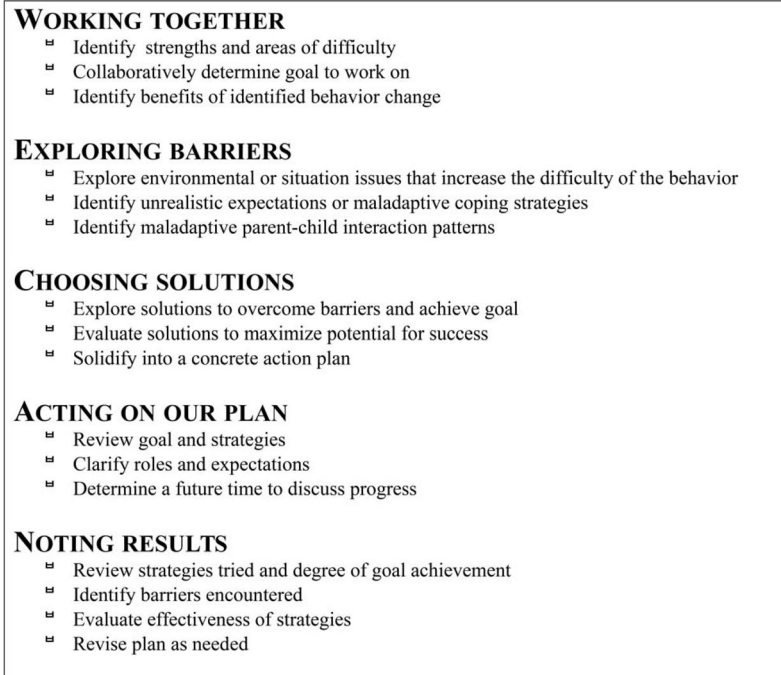 WORKING TOGETHER
Identify strengths and areas of difficulty
Collaboratively determine goal to work on
Identify benefits of identified behavior change
EXPLORING BARRIERS
Explore environmental or situation issues that increase the difficulty of the behavior
Identify unrealistic expectations or maladaptive coping strategies
Identify maladaptive parent-child interaction patterns
CHOOSING SOLUTIONS
Explore solutions to overcome barriers and achieve goal
Evaluate solutions to maximize potential for success
Solidify into a concrete action plan
ACTING ON OUR PLAN
Review goal and strategies
Clarify roles and expectations
Determine a future time to discuss progress
NOTING RESULTS
Review strategies tried and degree of goal achievement
Identify barriers encountered
Evaluate effectiveness of strategies
Revise plan as needed